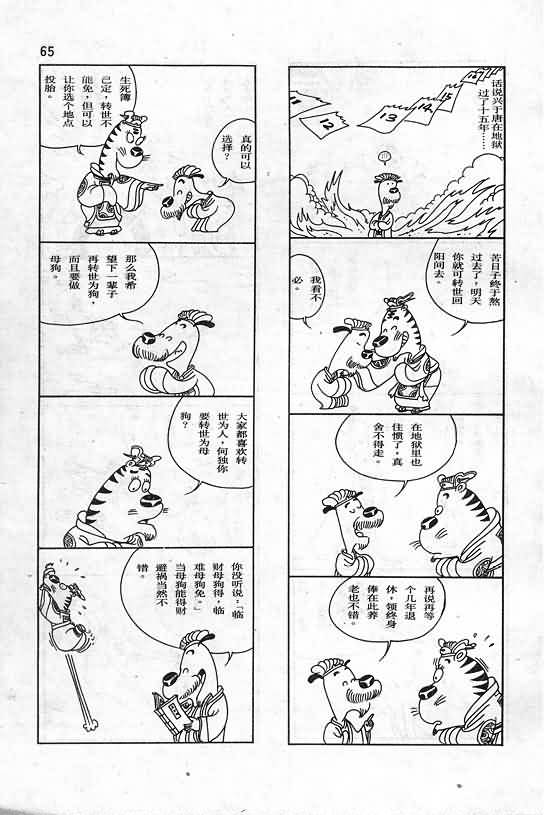 65
话说兴于唐在地狱
过了十五年……
11
12
13
14
15
16
苦日子终于熬
过去了，明天
你就可转世回
阳间去。
我看不
必。
在地狱里也
住惯了，真
舍不得走。
再说再等
个几年退
休，领终身
俸在此养
老也不错。
生死簿
已定，转世不
能免，但可以
让你选个地点
投胎。
真的可以
选择？
那么我希
望下一辈子
再转世为狗，
而且要做
母狗。
大家都喜欢转
世为人，何独你
要转世为母
狗？
你没听说：「临
财母狗得，临
难母狗免。」
当母狗能得财
避祸当然不
错。